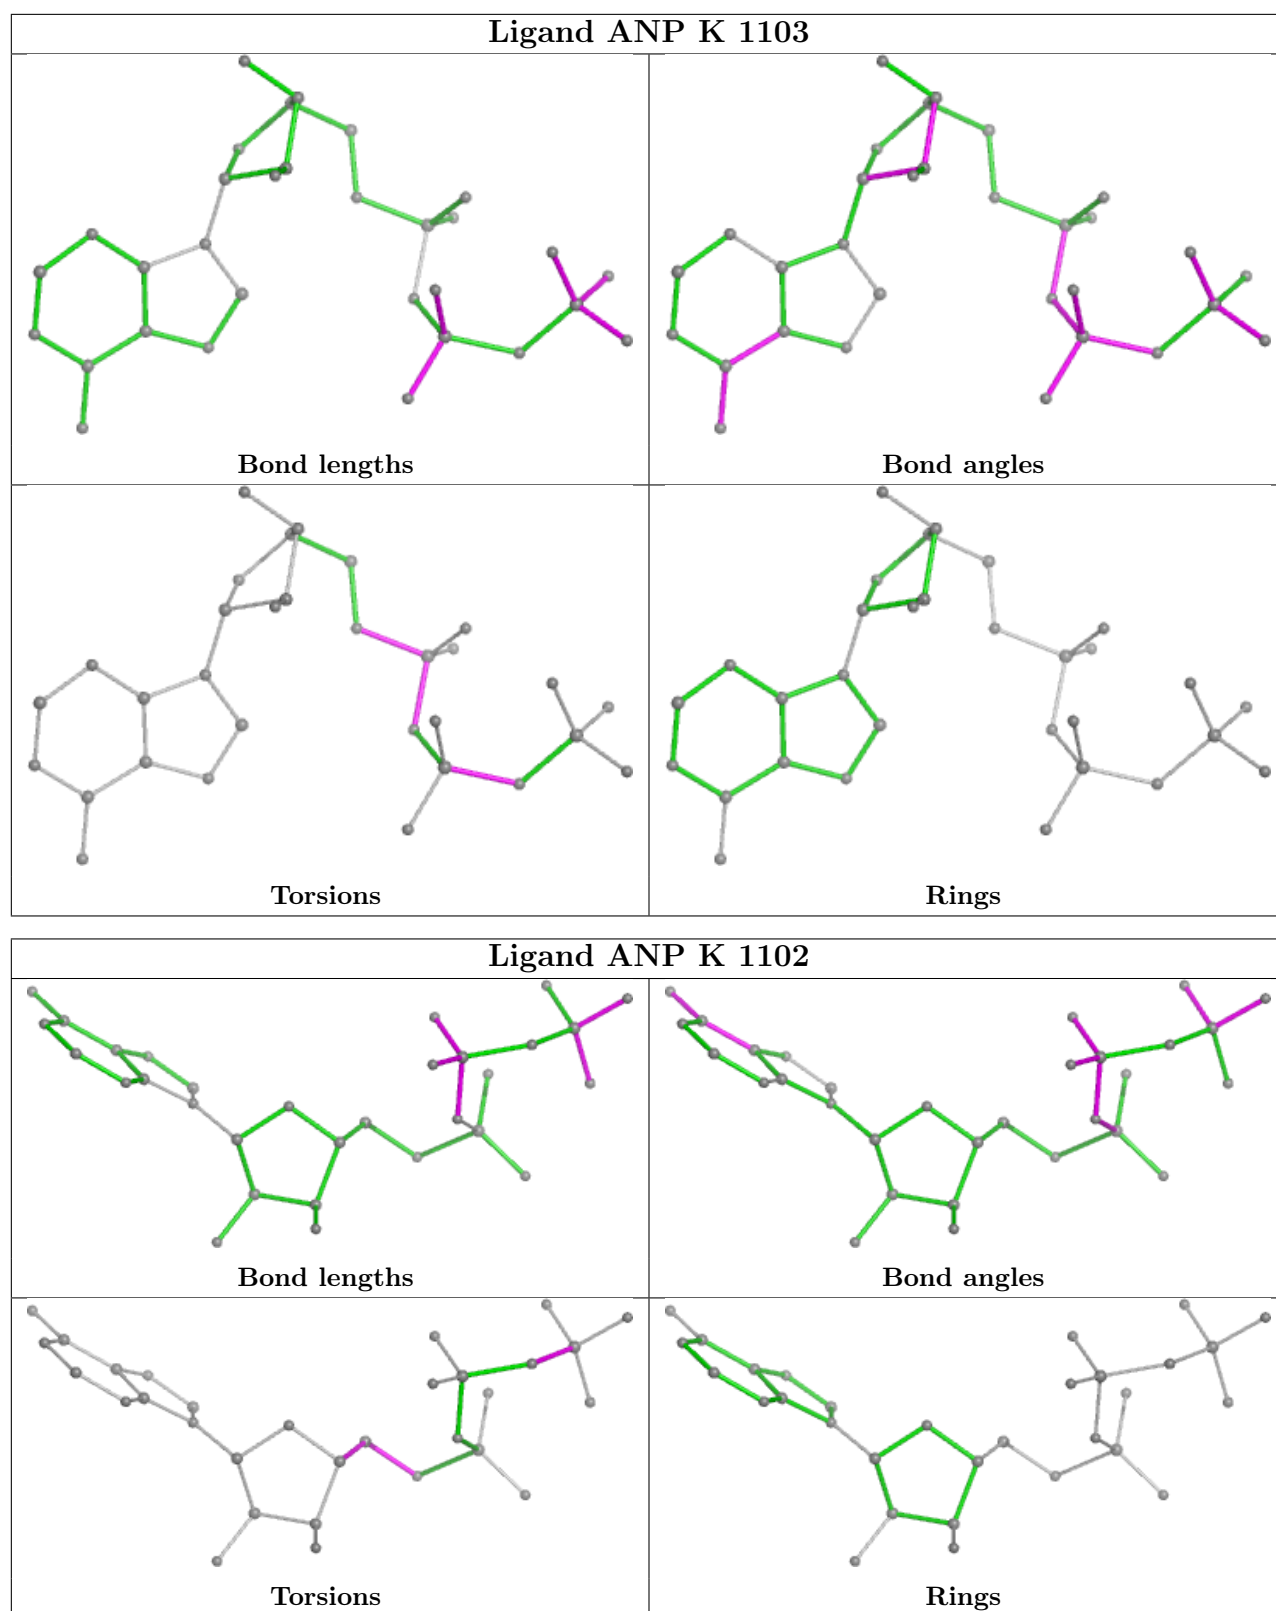 Ligand ANP K 1103
Bond lengths
Bond angles
Torsions
Rings
Ligand ANP K 1102
Bond lengths
Bond angles
Torsions
Rings